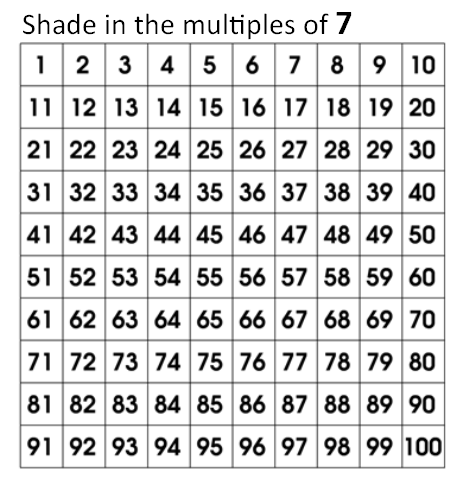 Shade in the multiples of 7
1 2 3 4 5 6 7 8 9 10
11 12 13 14 15 16 17 18 19 20
21 22 23 24 25 26 27 28 29 30
31 32 33 34 35 36 37 38 39 40
41 42 43 44 45 46 47 48 49 50
51 52 53 54 55 56 57 58 59 60
61 62 63 64 65 66 67 68 69 70
71 72 73 74 75 76 77 78 79 80
81 82 83 84 85 86 87 88 89 90
91 92 93 94 95 96 97 98 99 100